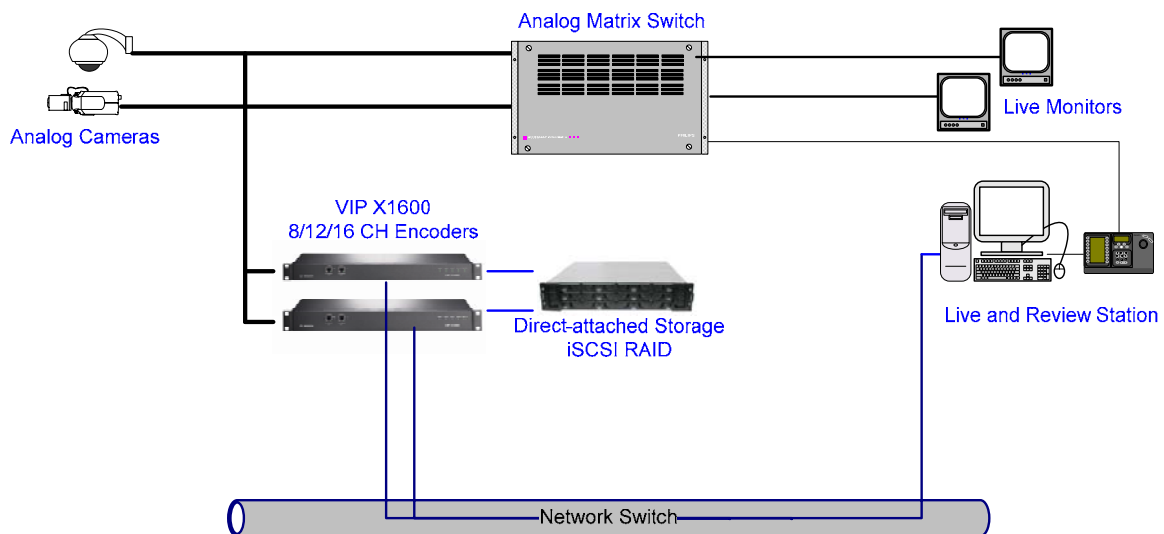 Analog Matrix Switch
Analog Cameras
Live Monitors
PHILIPS
VIP X1600
8/12/16 CH Encoders
Direct-attached Storage
iSCSI RAID
Live and Review Station
Network Switch